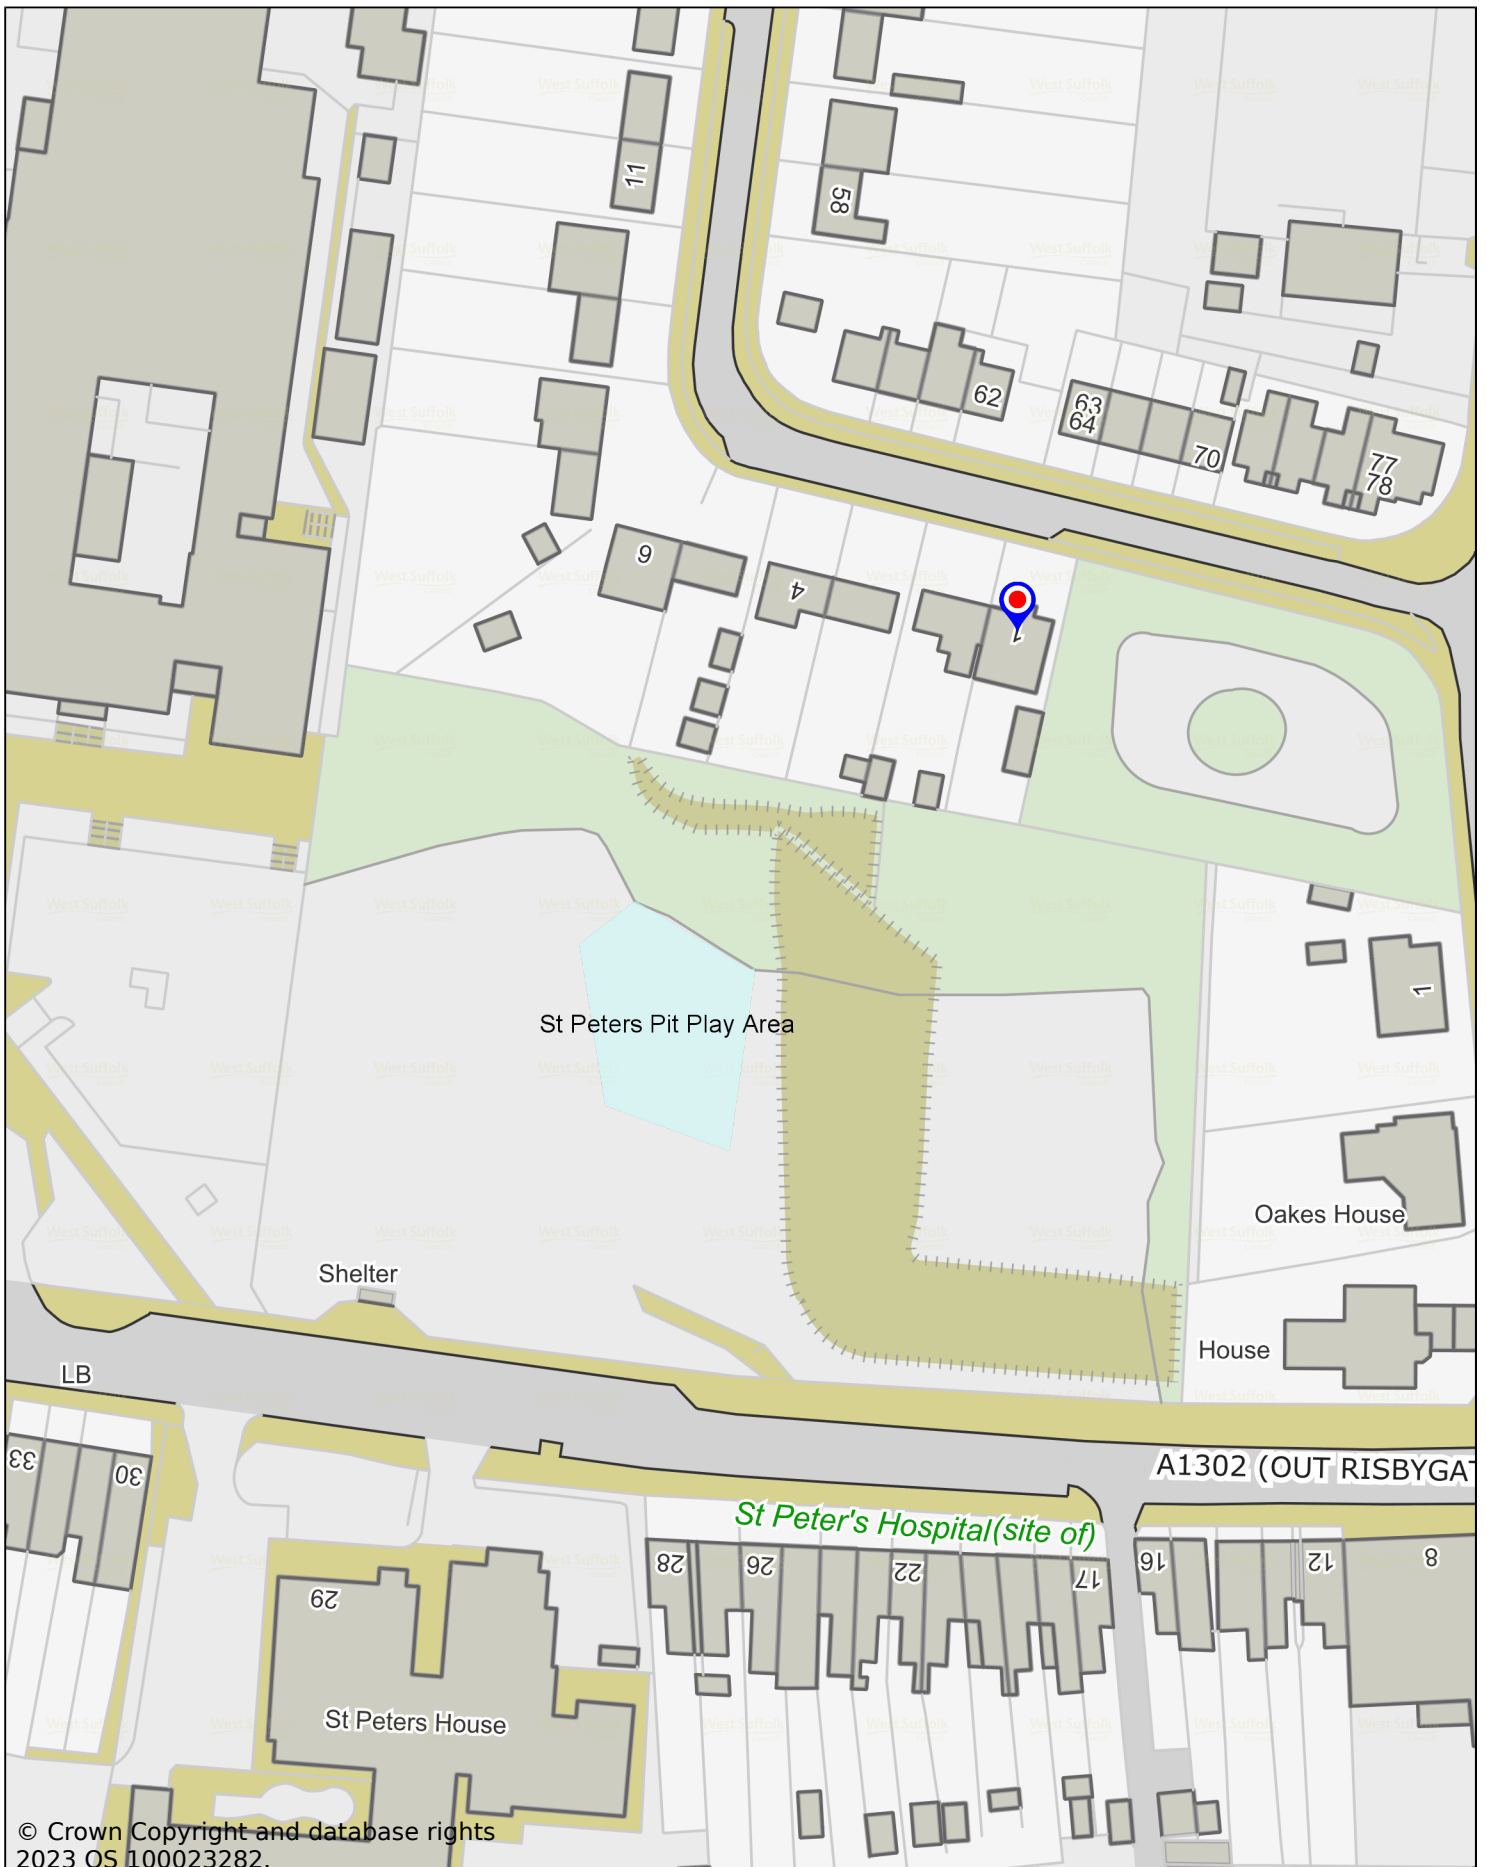 11
58
62
63
64
70
77
78
9
4
1
St Peters Pit Play Area
1
Oakes House
Shelter
House
LB
A1302 (OUT RISBYGAT
33
30
St Peter's Hospital(site of)
28
26
22
17
16
12
8
29
St Peters House
© Crown Copyright and database rights
2023 OS 100023282.
West Suffolk